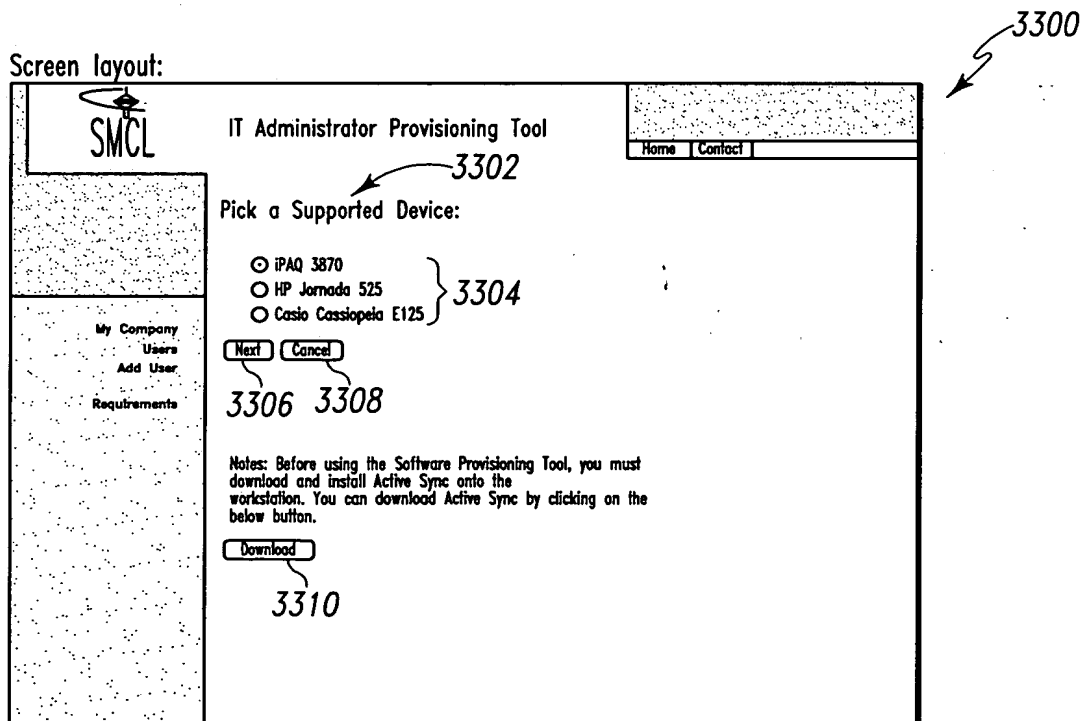 3300
Screen layout:
SMCL
IT Administrator Provisioning Tool
Home Contact
3302
Pick a Supported Device:
iPAQ 3870
HP Jornada 525
Casio Cassiopeia E125
3304
My Company
Users
Add User
Requirements
Next Cancel
3306 3308
Notes: Before using the Software Provisioning Tool, you must
download and install Active Sync onto the
workstation. You can download Active Sync by clicking on the
below button.
Download
3310